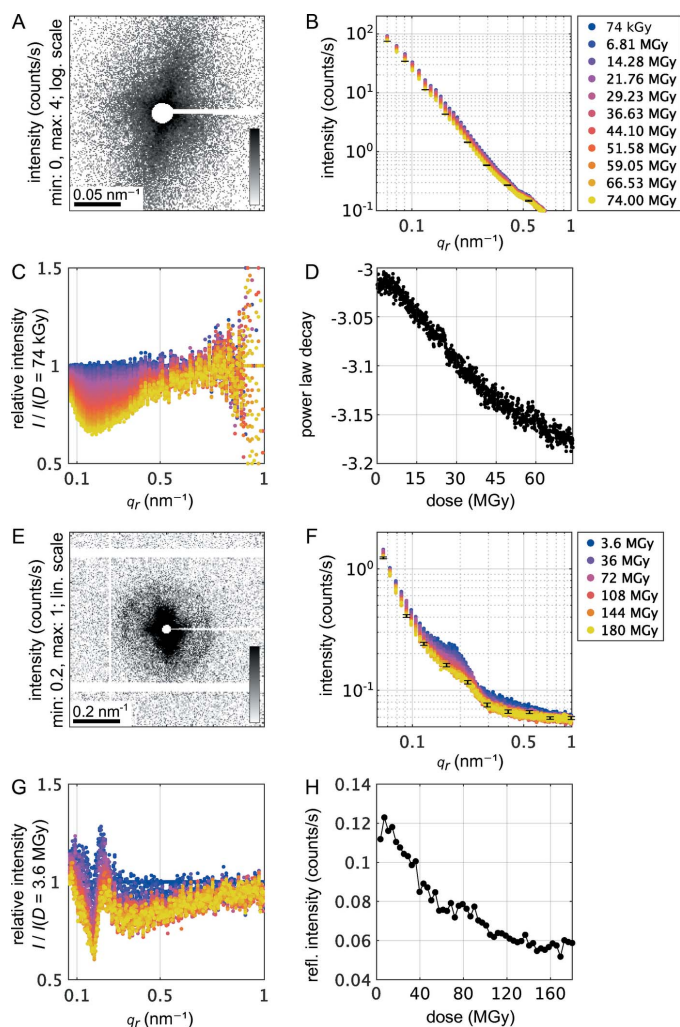 A
intensity (counts/s)
min: 0, max: 4; log. scale
0.05 nm⁻¹
B
intensity (counts/s)
10²
10¹
10⁰
10⁻¹
0.1
0.5
1
qᵣ (nm⁻¹)
74 kGy
6.81 MGy
14.28 MGy
21.76 MGy
29.23 MGy
36.63 MGy
44.10 MGy
51.58 MGy
59.05 MGy
66.53 MGy
74.00 MGy
C
relative intensity
I / I(D = 74 kGy)
1.5
1
0.5
0.1
0.5
1
qᵣ (nm⁻¹)
D
power law decay
-3
-3.05
-3.1
-3.15
-3.2
0
15
30
45
60
dose (MGy)
E
intensity (counts/s)
min: 0.2, max: 1; lin. scale
0.2 nm⁻¹
F
intensity
10⁰
10⁻¹
0.1
0.5
1
qᵣ (nm⁻¹)
3.6 MGy
36 MGy
72 MGy
108 MGy
144 MGy
180 MGy
G
relative intensity
I / I(D = 3.6 MGy)
1.5
1
0.5
0.1
0.5
1
qᵣ (nm⁻¹)
H
refl. intensity (counts/s)
0.14
0.12
0.1
0.08
0.06
0.04
0
40
80
120
160
dose (MGy)